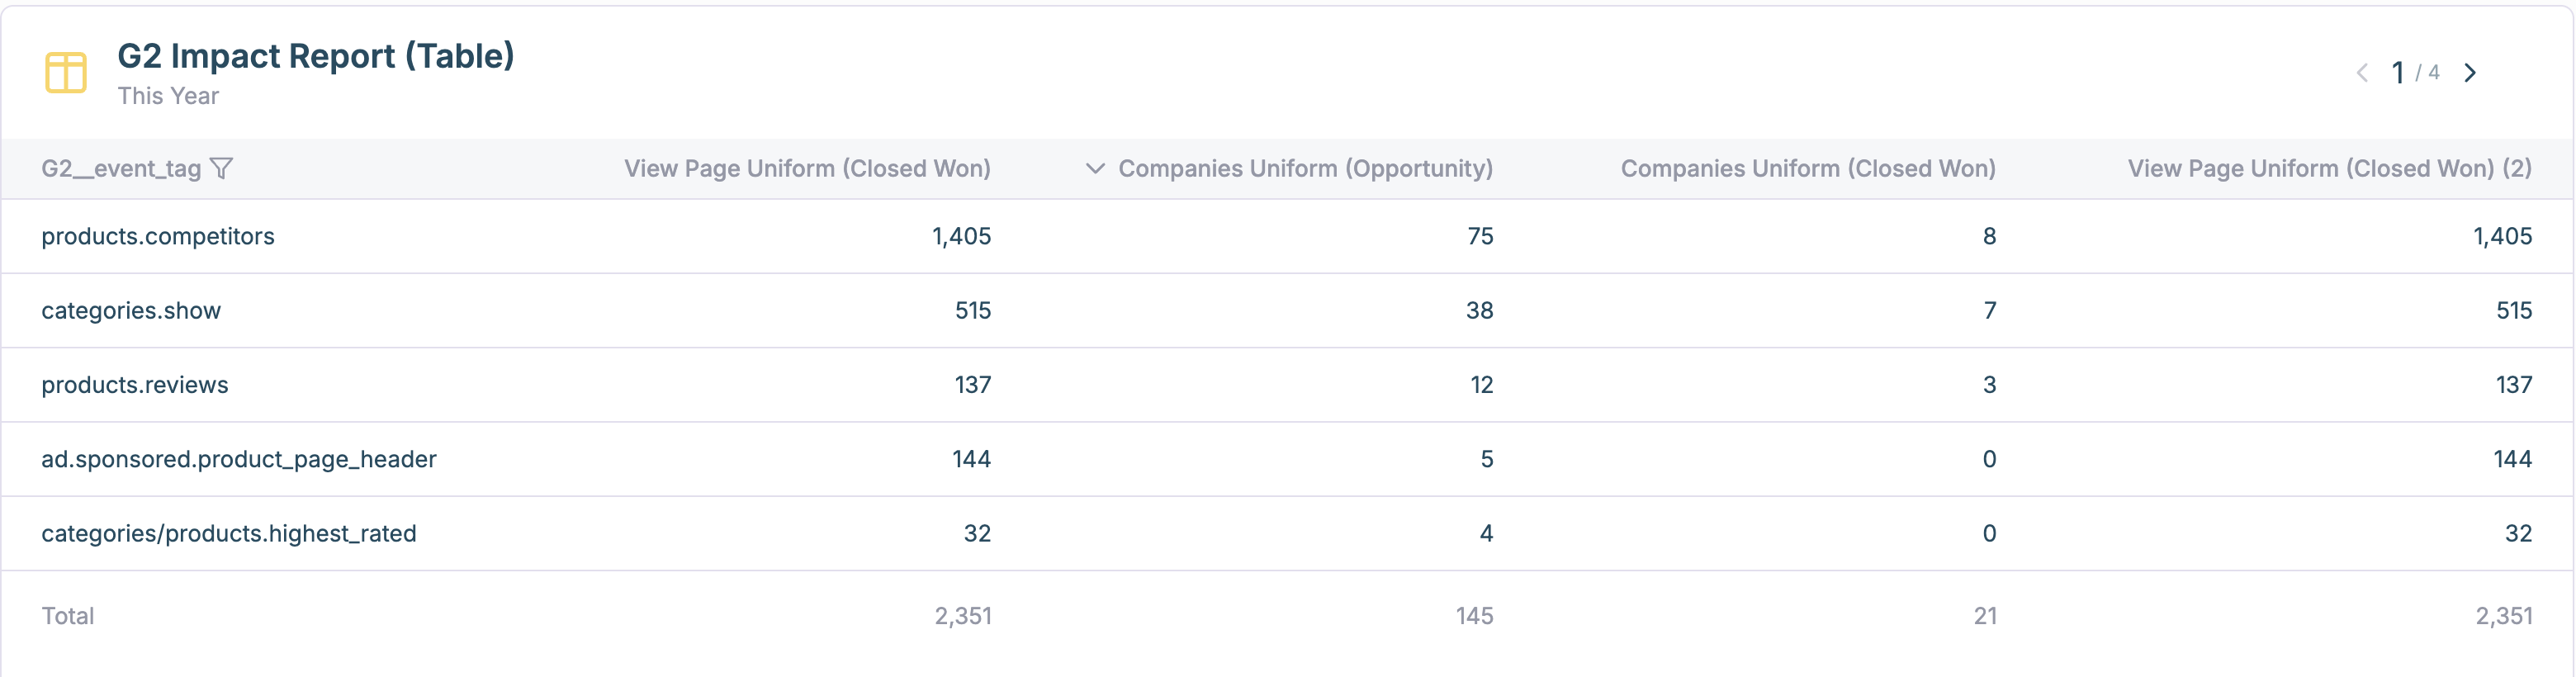 G2 Impact Report (Table)
This Year
1 / 4
G2__event_tag View Page Uniform (Closed Won) Companies Uniform (Opportunity) Companies Uniform (Closed Won) View Page Uniform (Closed Won) (2)
products.competitors 1,405 75 8 1,405
categories.show 515 38 7 515
products.reviews 137 12 3 137
ad.sponsored.product_page_header 144 5 0 144
categories/products.highest_rated 32 4 0 32
Total 2,351 145 21 2,351